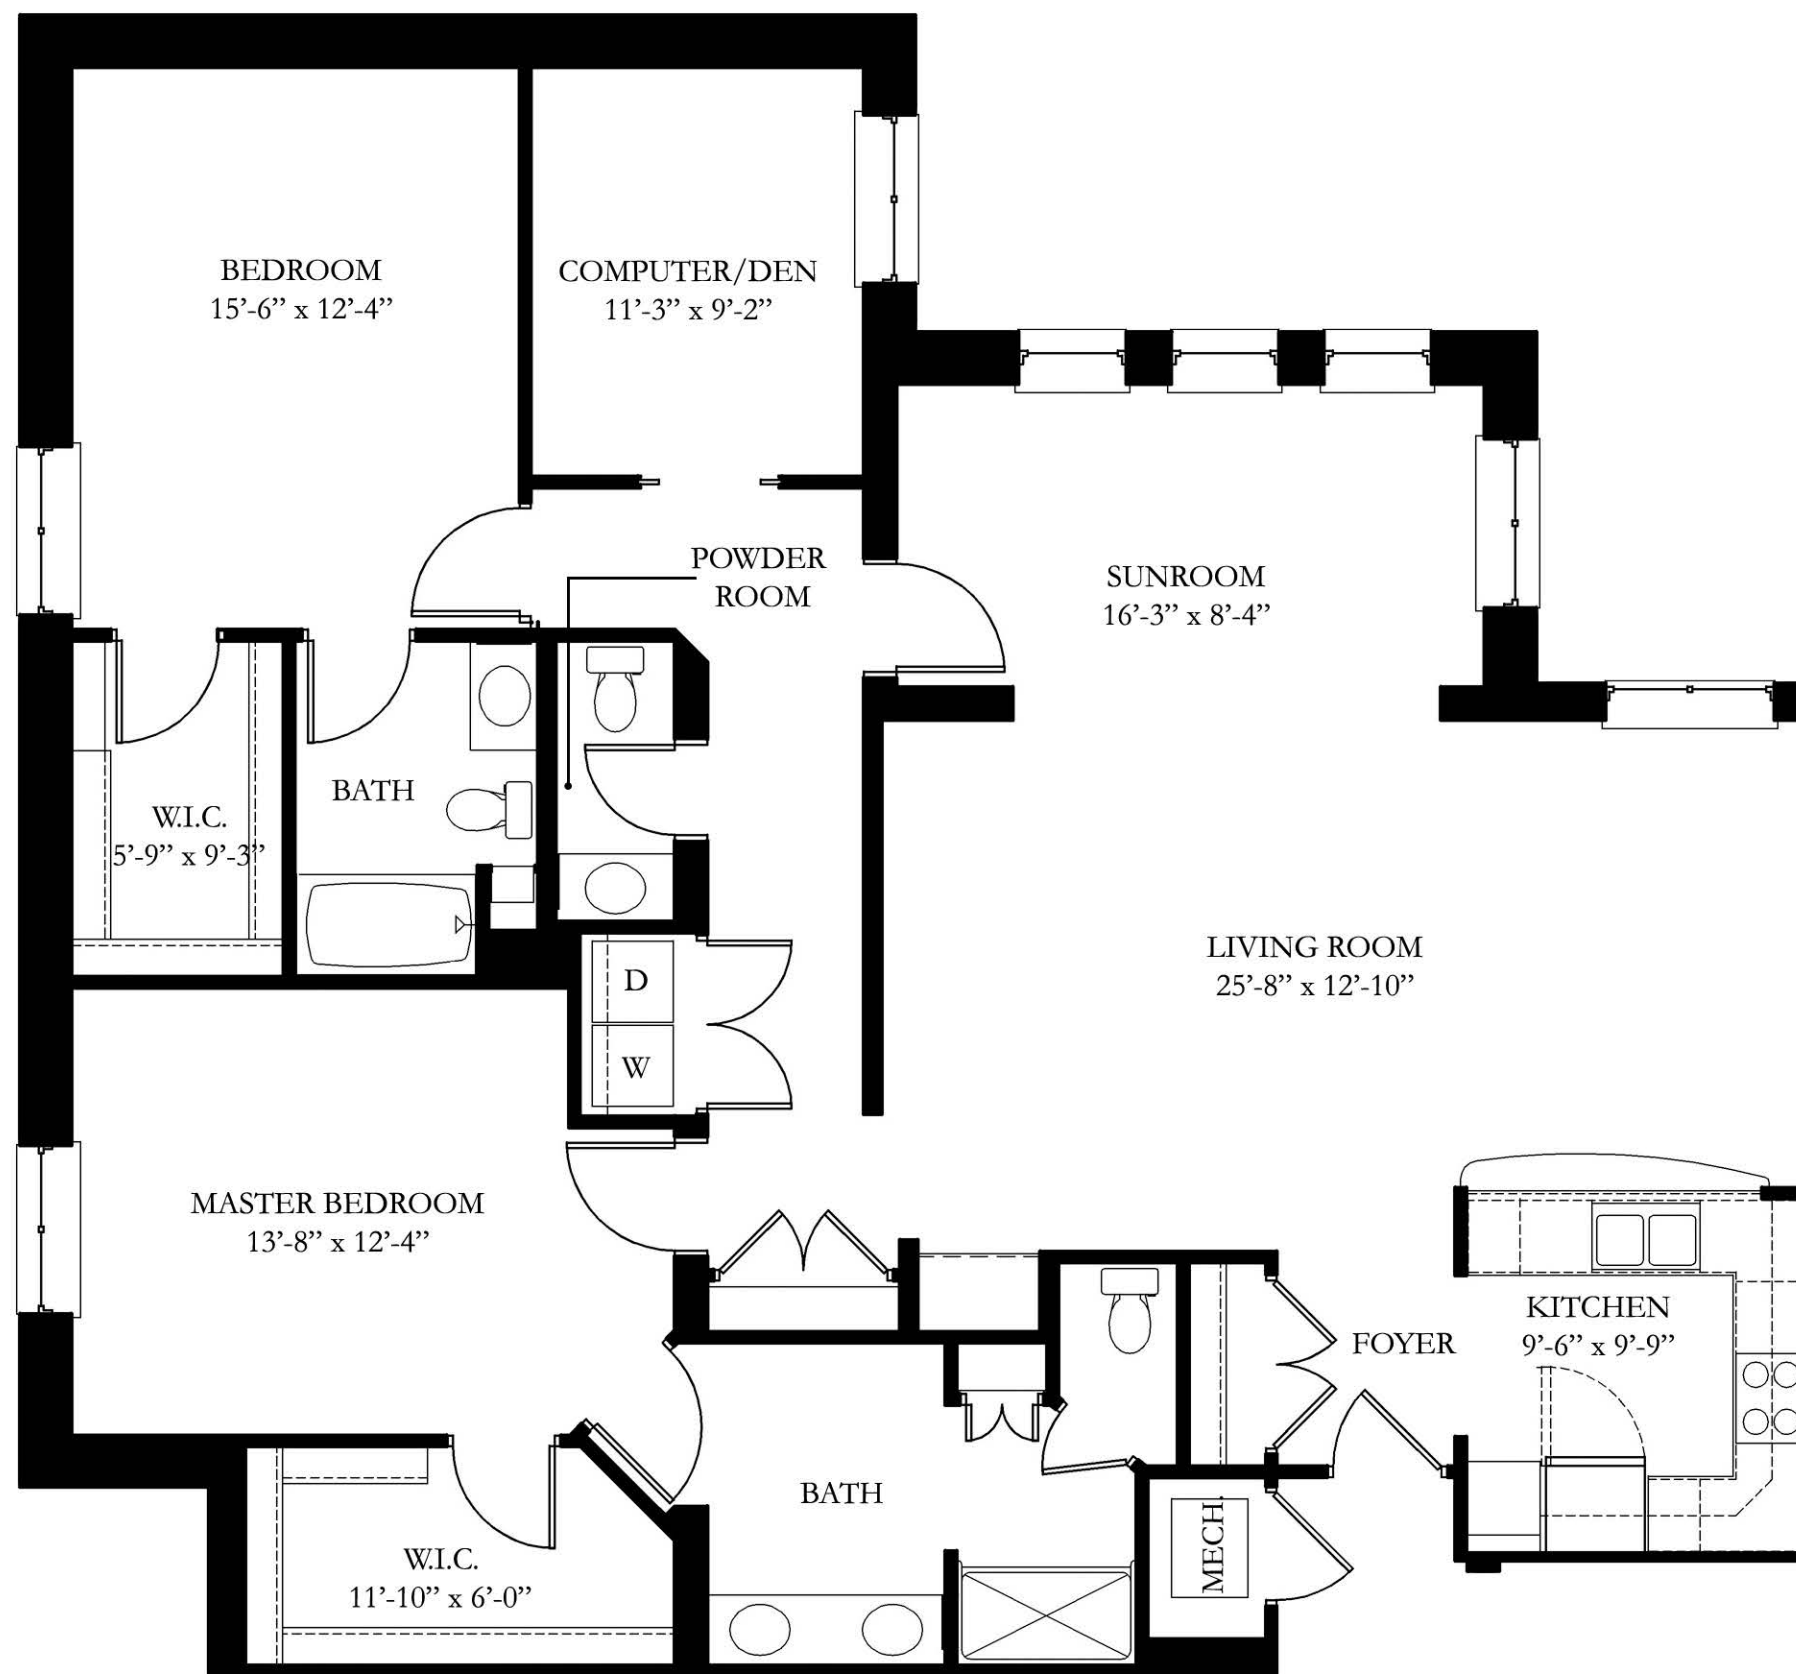 BEDROOM
15’-6” x 12’-4”
COMPUTER/DEN
11’-3” x 9’-2”
POWDER
ROOM
SUNROOM
16’-3” x 8’-4”
BATH
W.I.C.
5’-9” x 9’-3”
D
W
LIVING ROOM
25’-8” x 12’-10”
MASTER BEDROOM
13’-8” x 12’-4”
KITCHEN
9’-6” x 9’-9”
FOYER
BATH
MECH.
W.I.C.
11’-10” x 6’-0”